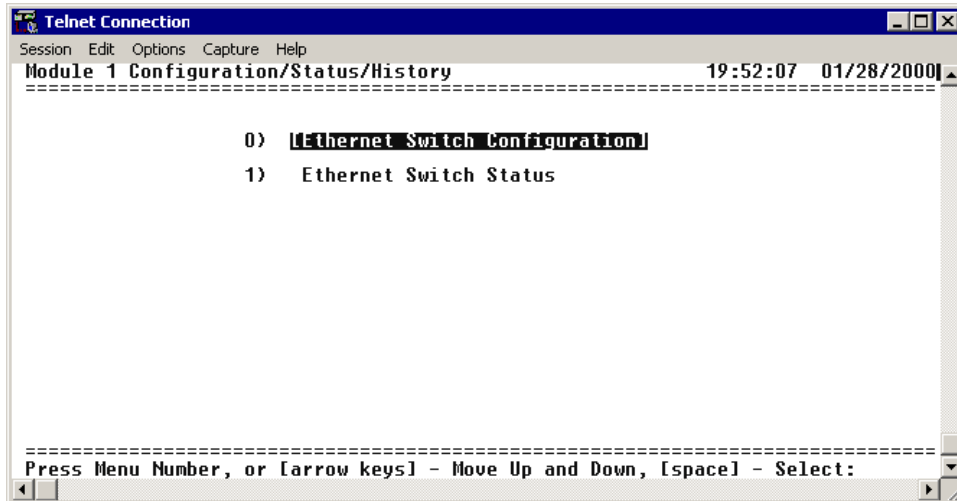 Telnet Connection
Session Edit Options Capture Help
Module 1 Configuration/Status/History 19:52:07 01/28/2000
================================================================================
0) [Ethernet Switch Configuration]
1) Ethernet Switch Status
================================================================================
Press Menu Number, or [arrow keys] - Move Up and Down, [space] - Select: